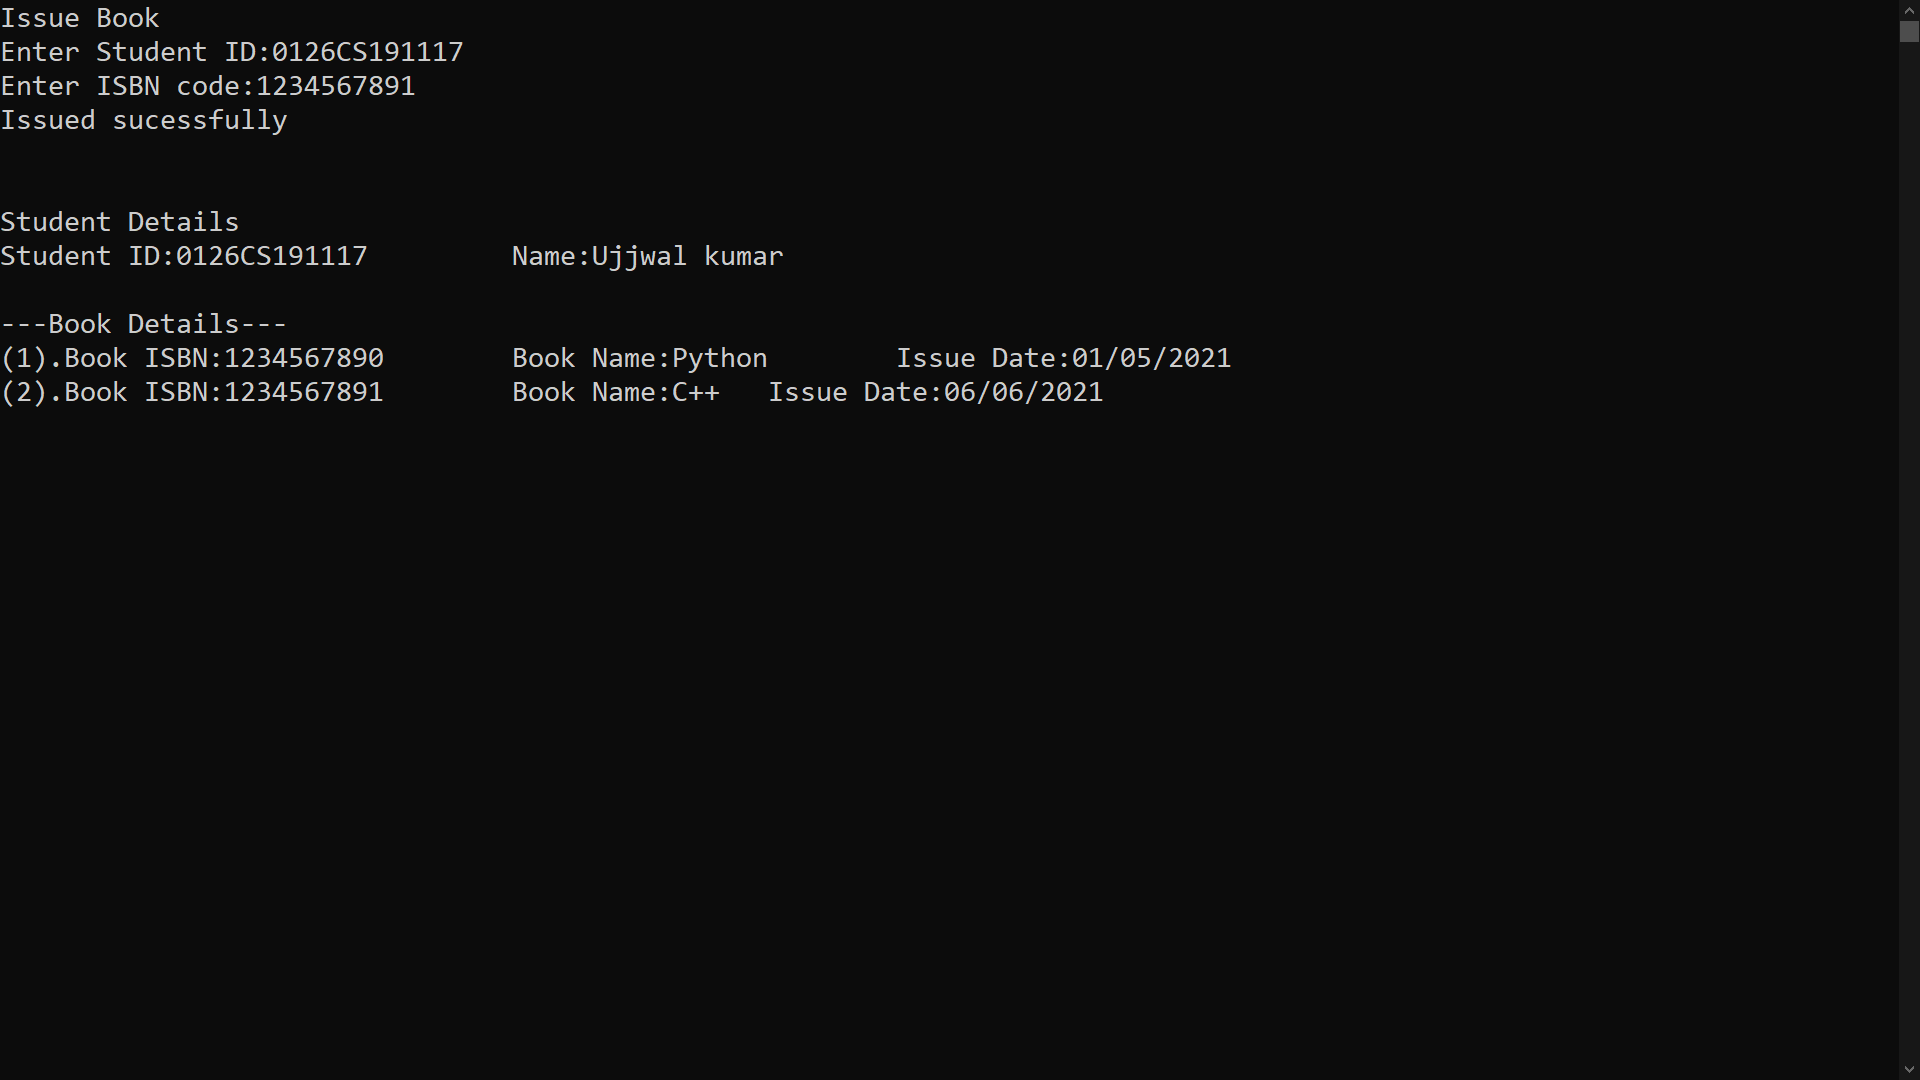 Issue Book
Enter Student ID:0126CS191117
Enter ISBN code:1234567891
Issued sucessfully
Student Details
Student ID:0126CS191117         Name:Ujjwal kumar
---Book Details---
(1).Book ISBN:1234567890        Book Name:Python        Issue Date:01/05/2021
(2).Book ISBN:1234567891        Book Name:C++   Issue Date:06/06/2021